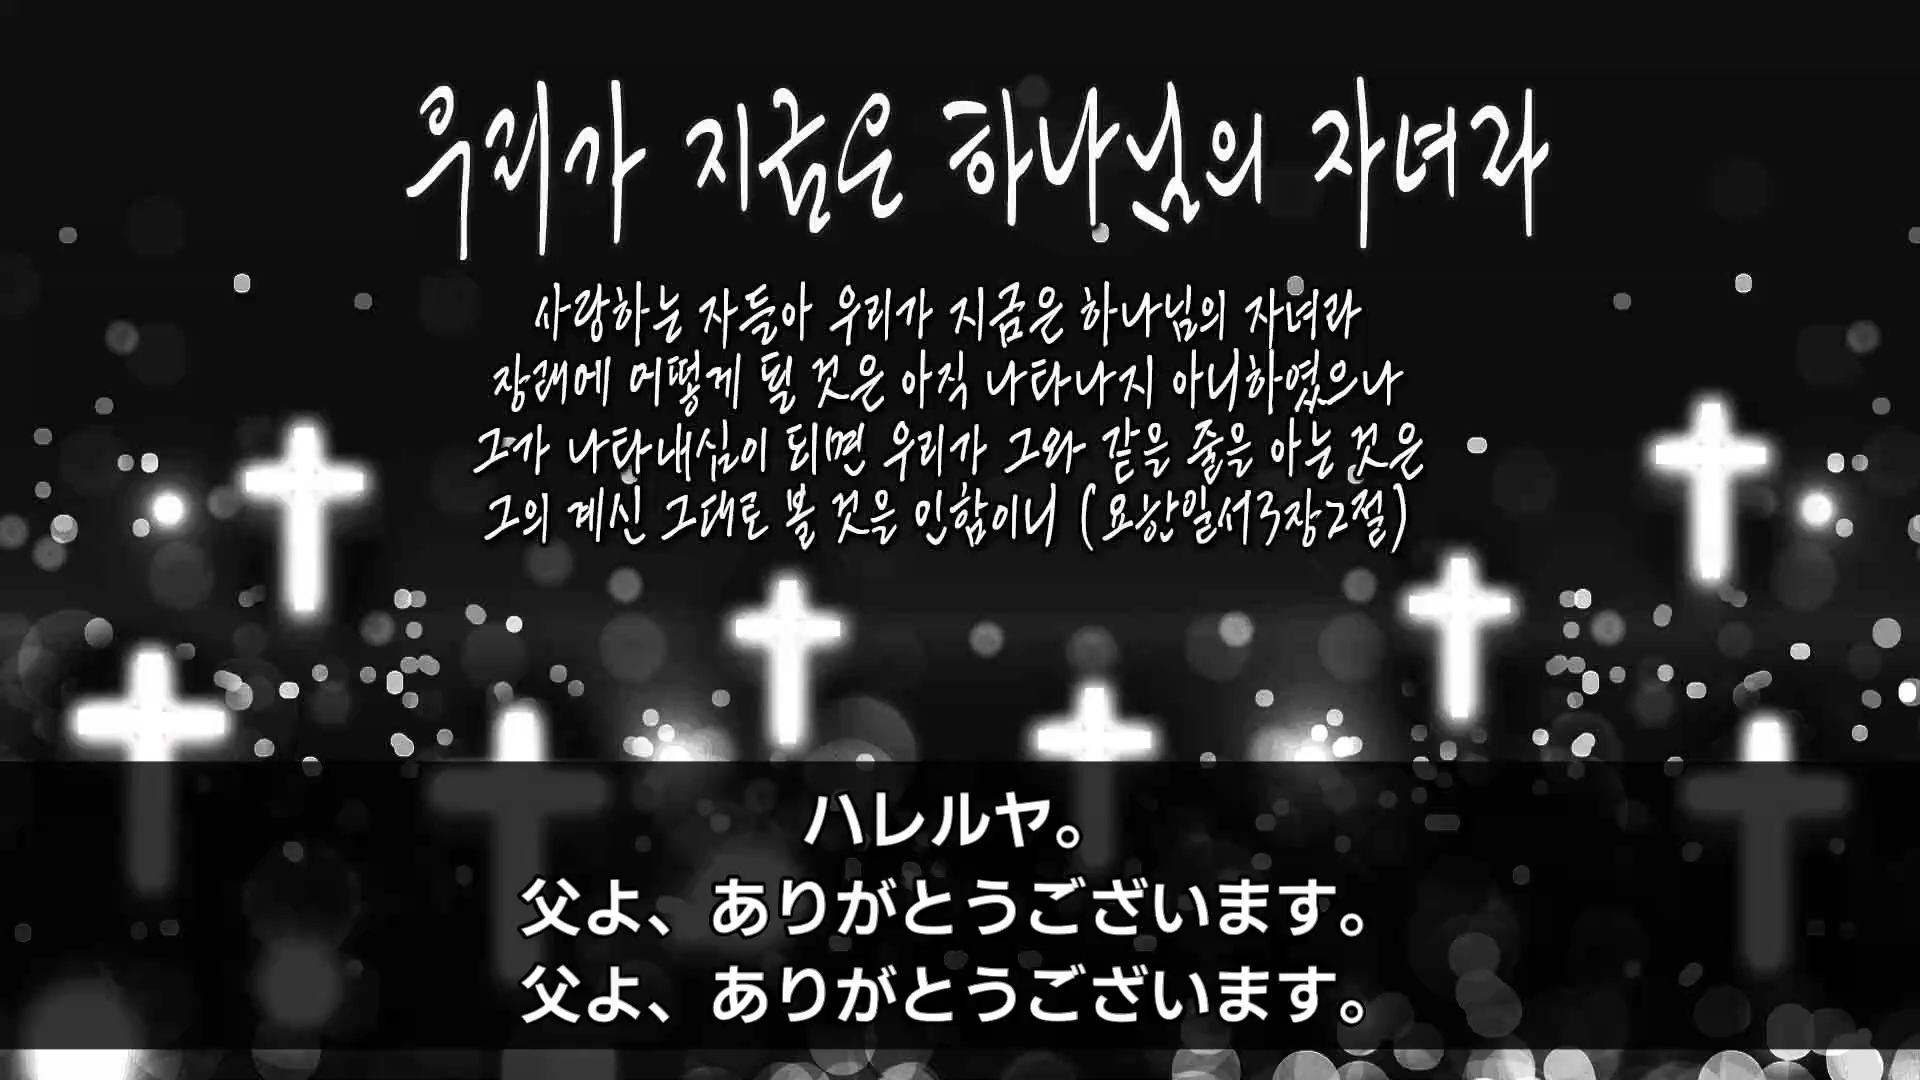 우리가 지금은 하나님의 자녀라
사랑하는 자들아 우리가 지금은 하나님의 자녀라
장래에 어떻게 될 것은 아직 나타나지 아니하였으나
그가 나타내심이 되면 우리가 그와 같을 줄을 아는 것은
그의 계신 그대로 볼 것을 인함이니 (요한일서3장2절)
ハレルヤ。
父よ、ありがとうございます。
父よ、ありがとうございます。